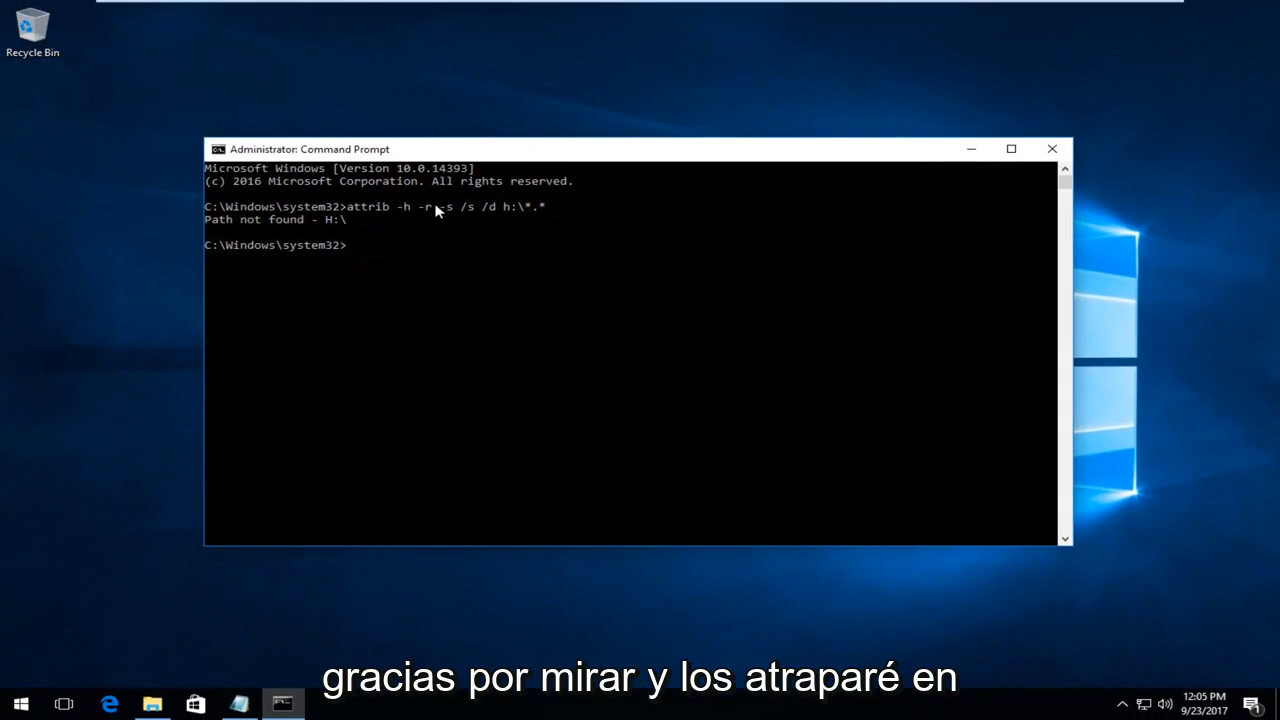 Recycle Bin
Administrator: Command Prompt
Microsoft Windows [Version 10.0.14393]
(c) 2016 Microsoft Corporation. All rights reserved.
C:\Windows\system32>attrib -h -r -s /s /d h:\*.*
Path not found - H:\
C:\Windows\system32>
gracias por mirar y los atraparé en
12:05 PM
9/23/2017
1